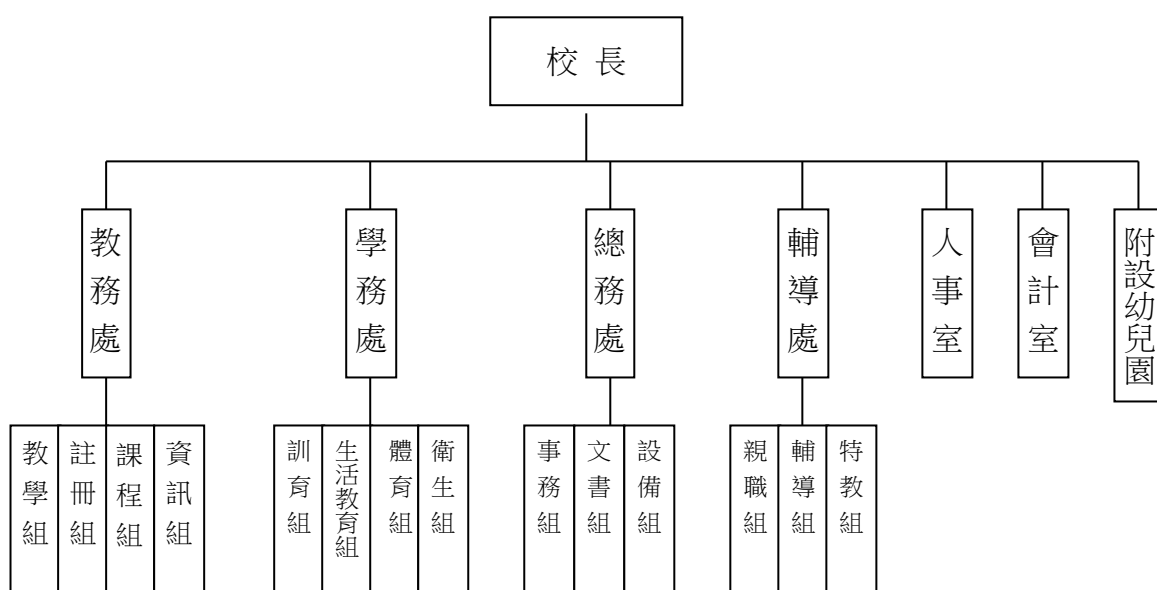 校長
教務處
學務處
總務處
輔導處
人事室
會計室
附設幼兒園
教學組
註冊組
課程組
資訊組
訓育組
生活教育組
體育組
衛生組
事務組
文書組
設備組
親職組
輔導組
特教組